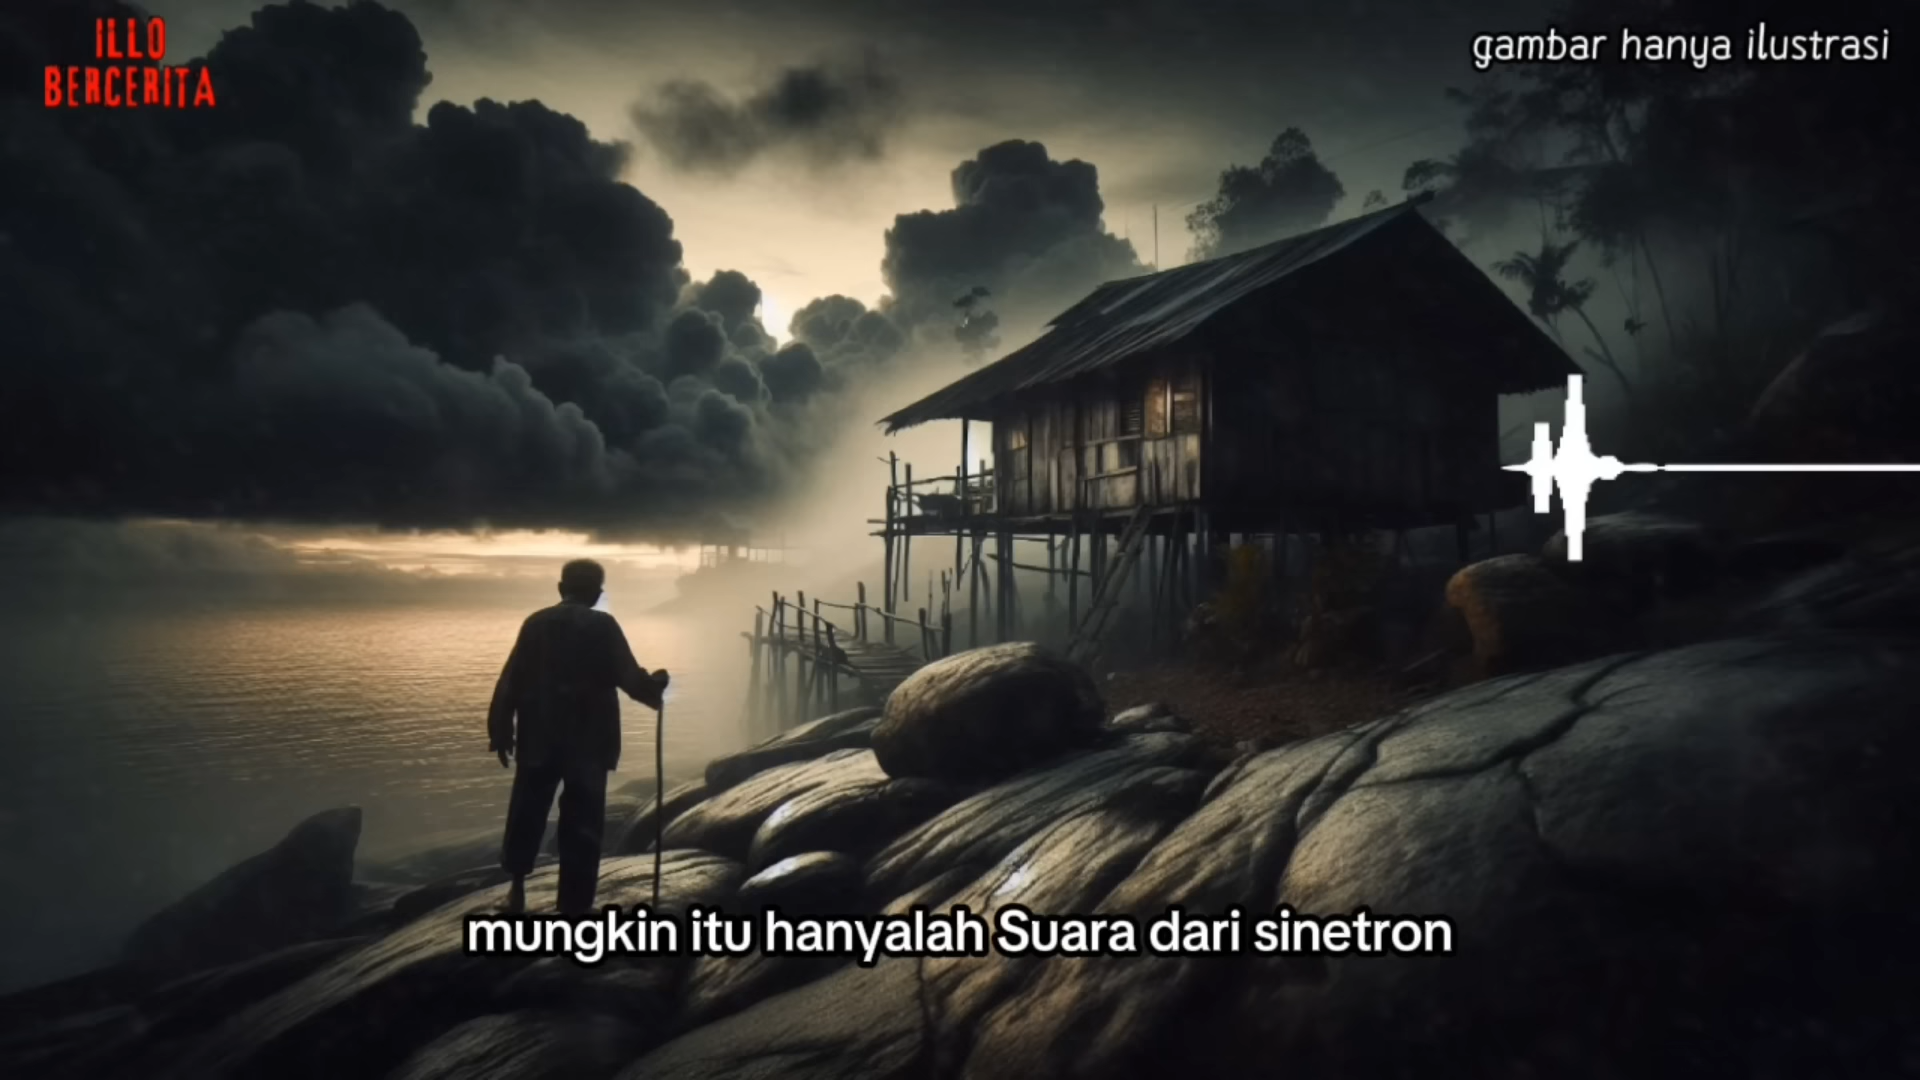 ILLO
BERCERITA
gambar hanya ilustrasi
mungkin itu hanyalah Suara dari sinetron